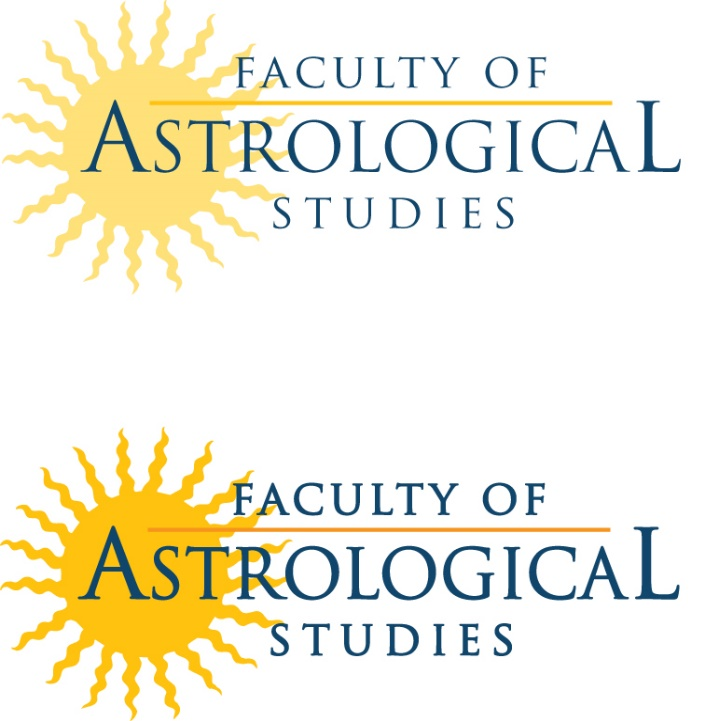 FACULTY OF
ASTROLOGICAL
STUDIES
FACULTY OF
ASTROLOGICAL
STUDIES